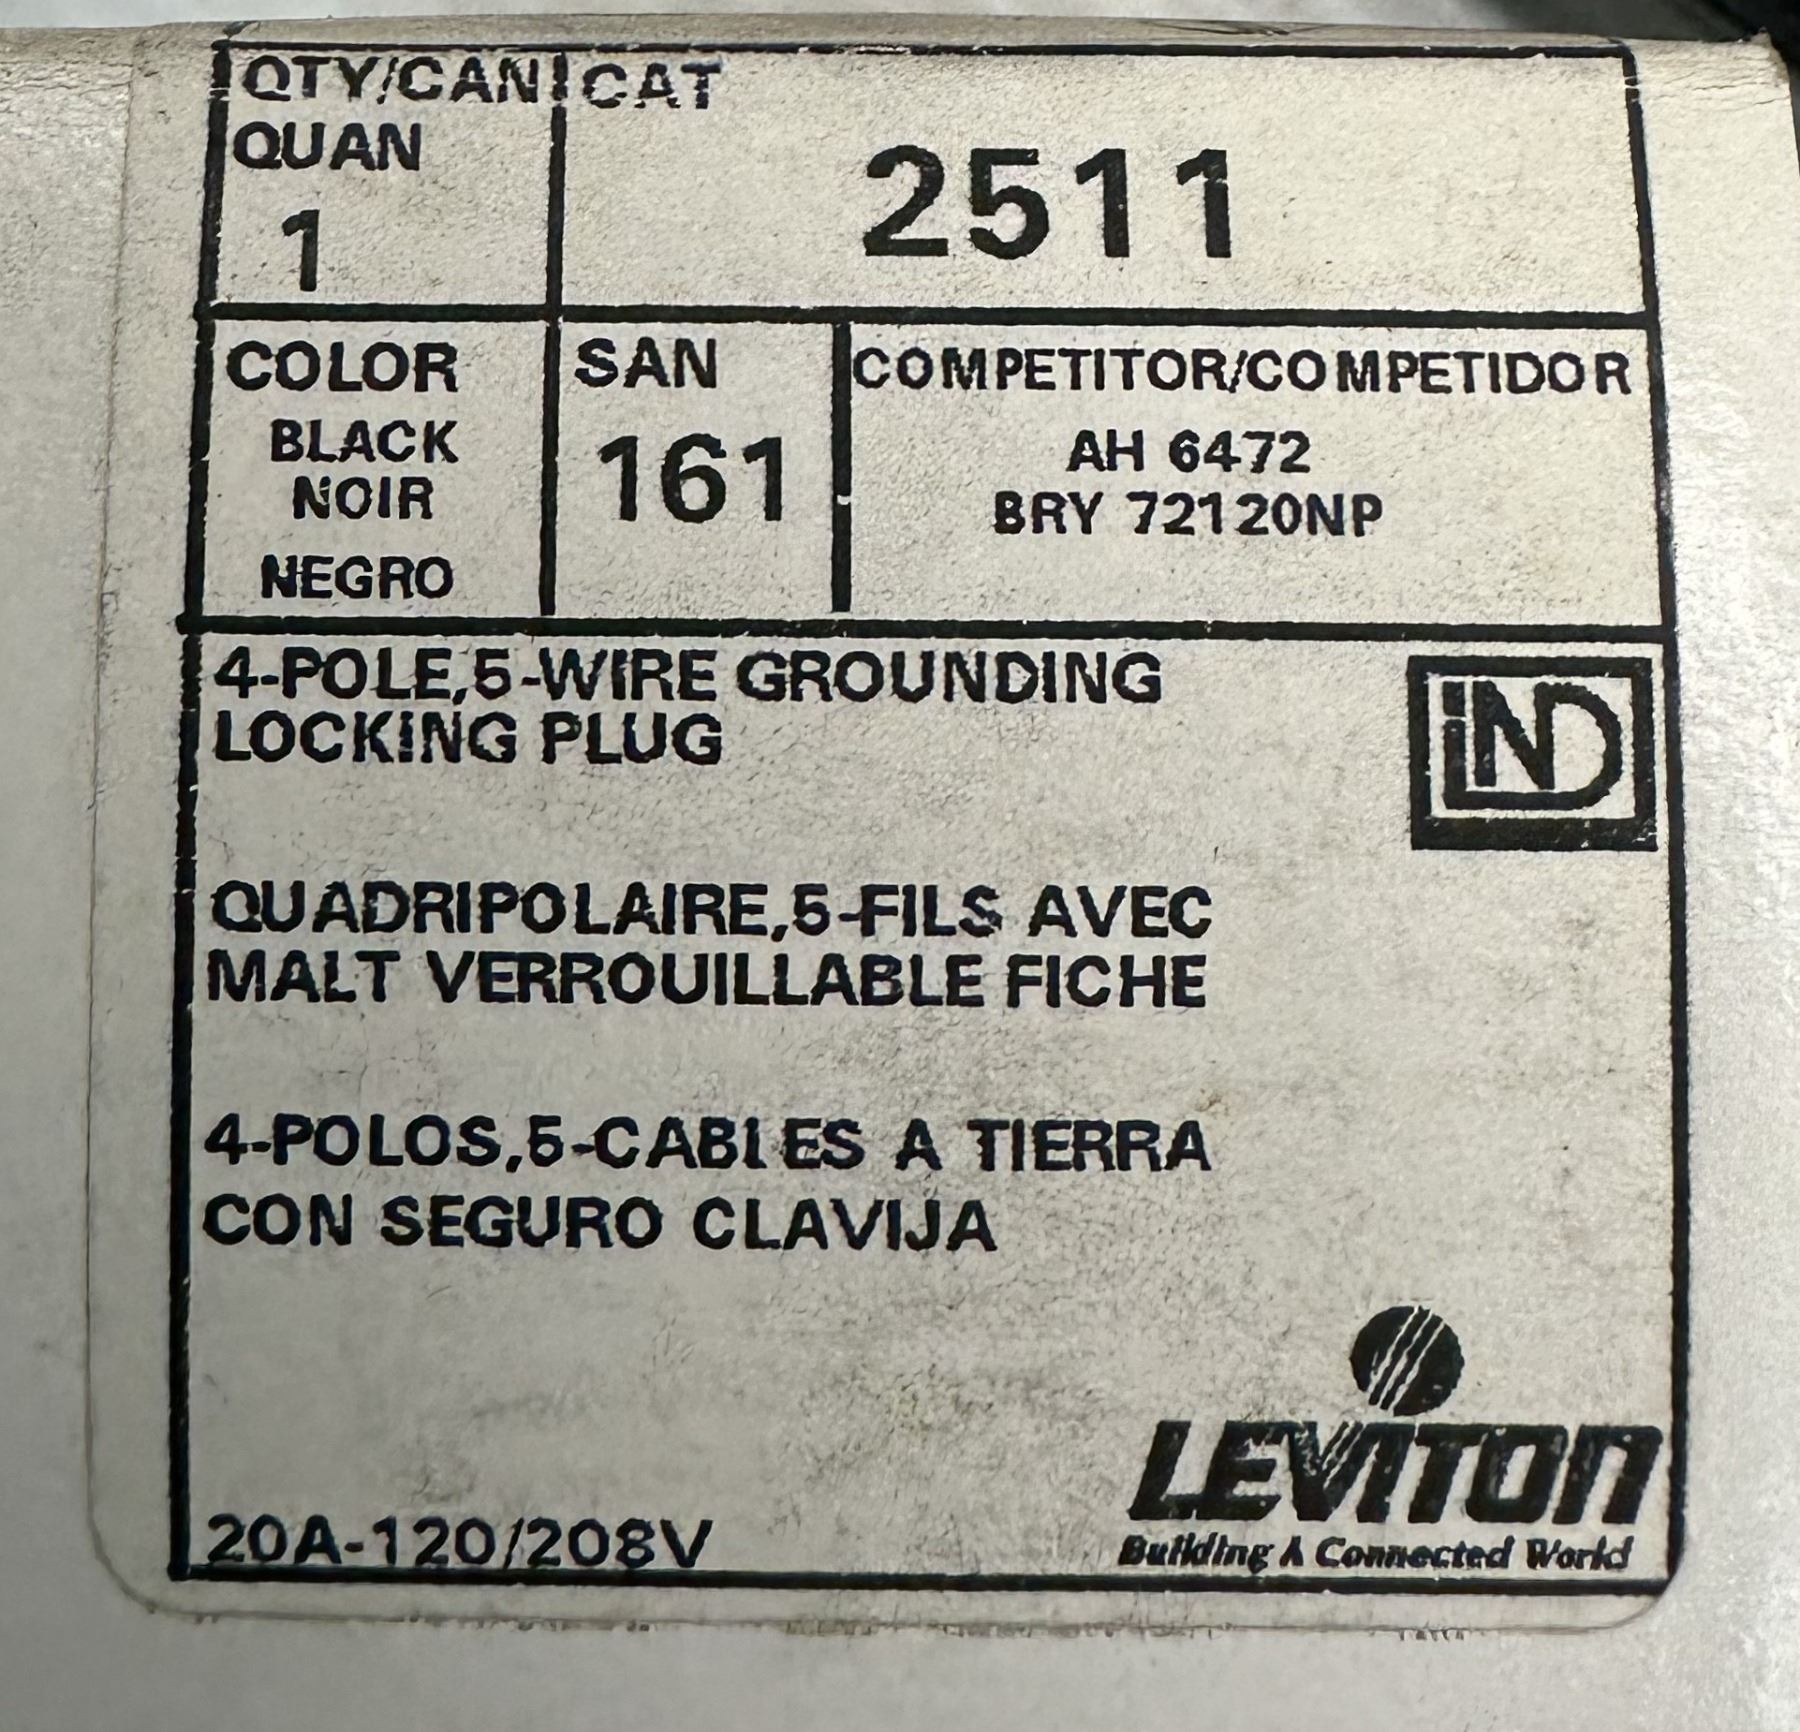 QTY/CAN CAT
QUAN
1
2511
COLOR
BLACK
NOIR
NEGRO
SAN
161
COMPETITOR/COMPETIDOR
AH 6472
BRY 72120NP
4-POLE,5-WIRE GROUNDING
LOCKING PLUG
IND
QUADRIPOLAIRE,5-FILS AVEC
MALT VERROUILLABLE FICHE
4-POLOS,5-CABLES A TIERRA
CON SEGURO CLAVIJA
LEVITON
Building A Connected World
20A-120/208V